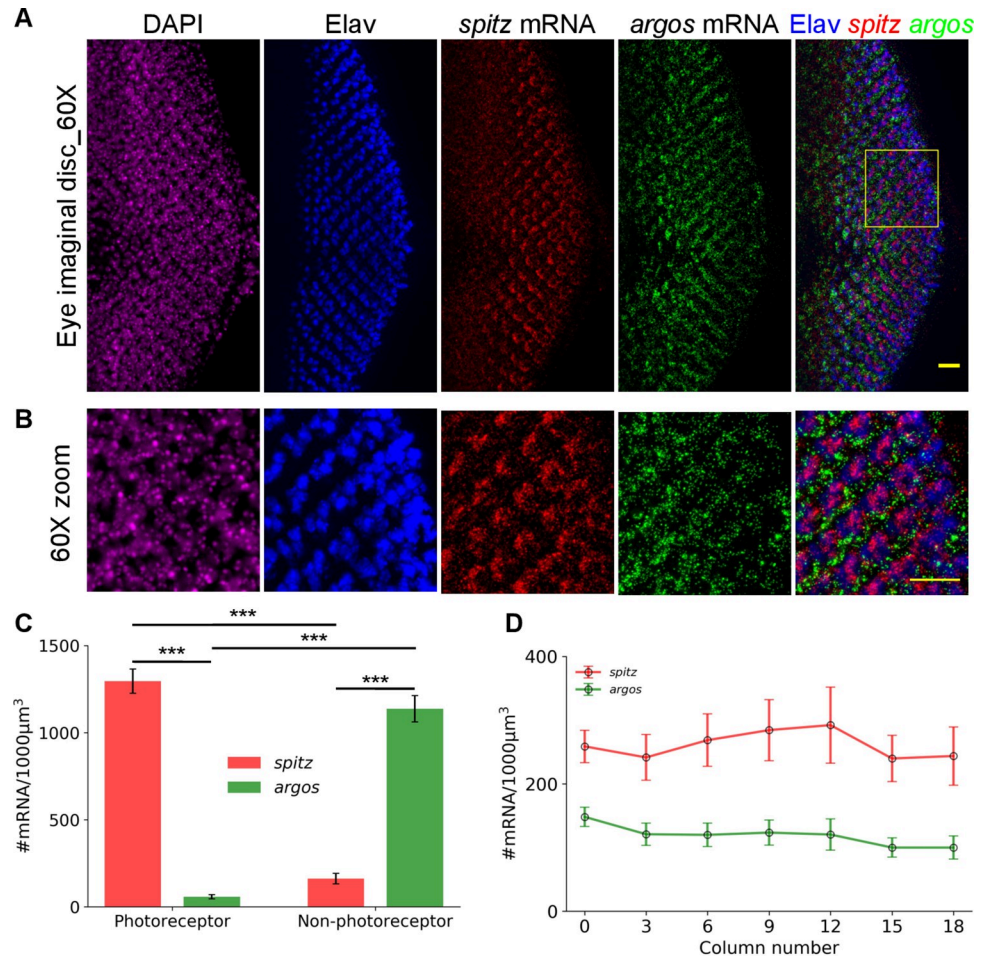 A
DAPI
Elav
spitz mRNA
argos mRNA
Elav spitz argos
Eye imaginal disc_60X
B
60X zoom
C
***
***
***
***
1500
1000
500
0
#mRNA/1000μm³
spitz
argos
Photoreceptor
Non-photoreceptor
D
400
200
0
#mRNA/1000μm³
spitz
argos
0 3 6 9 12 15 18
Column number